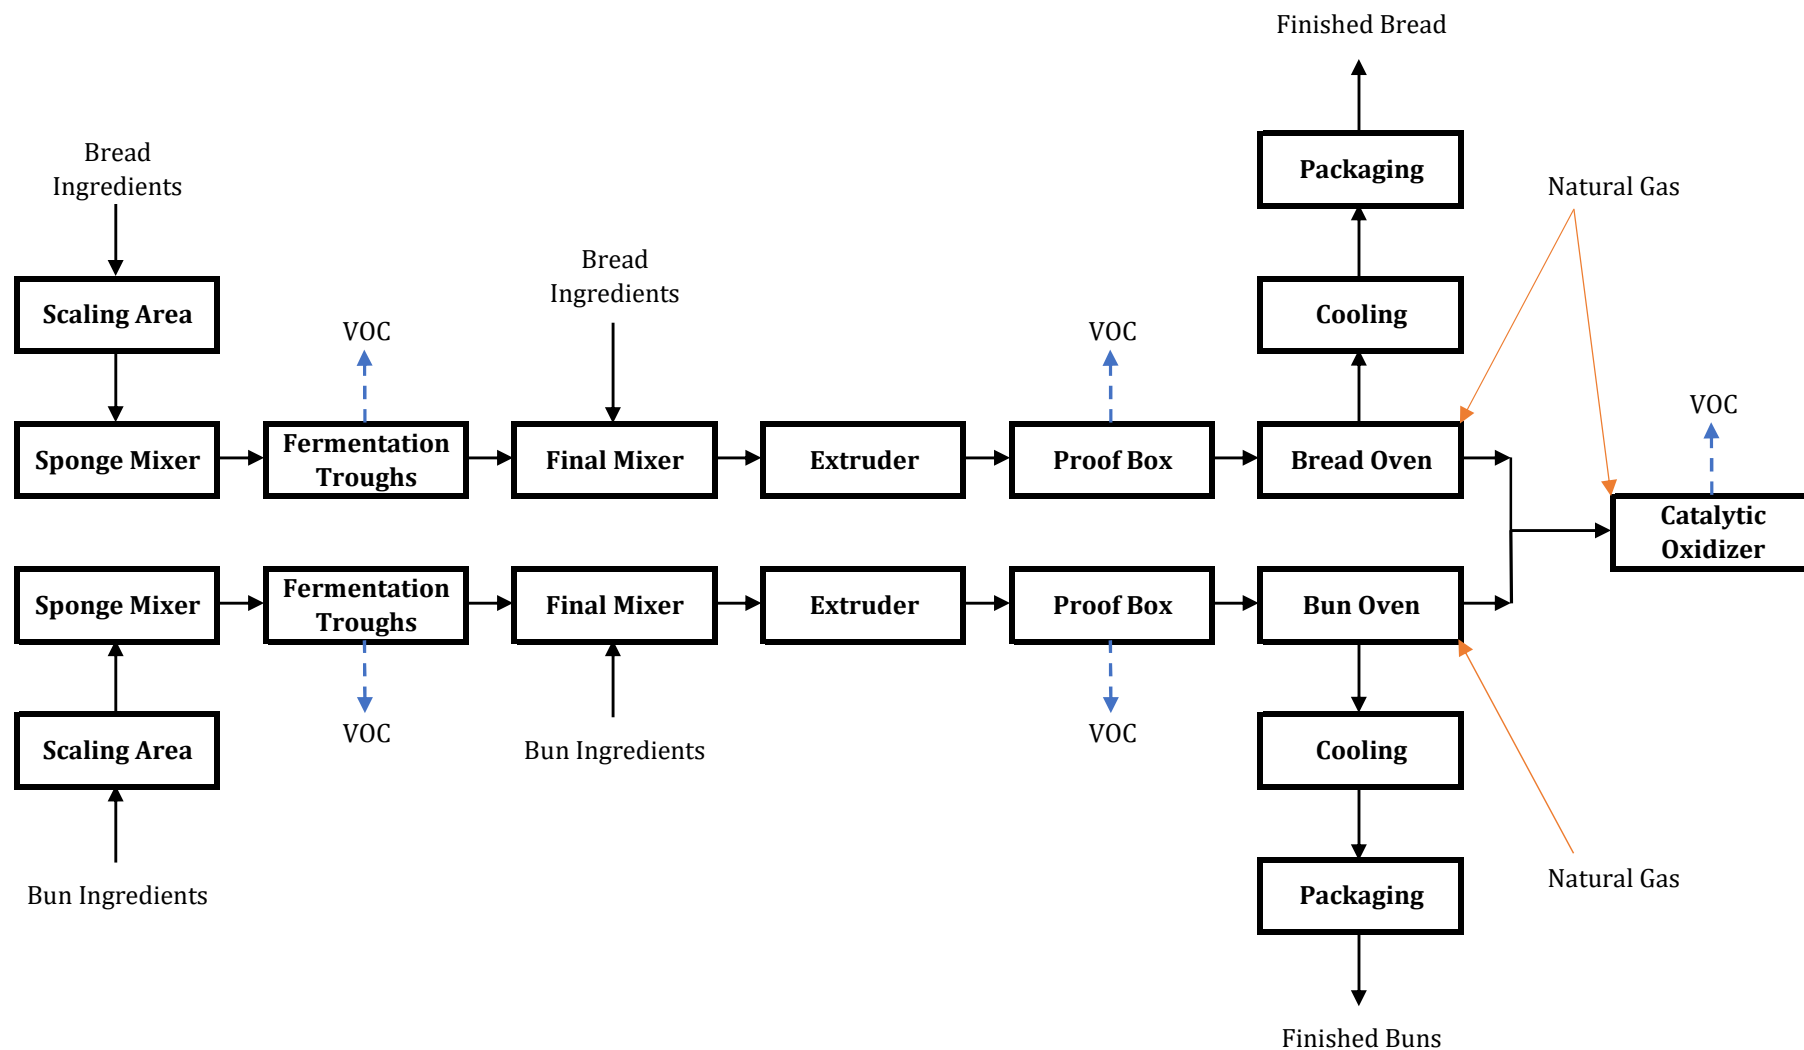 Finished Bread
Bread
Ingredients
Packaging
Natural Gas
Bread
Ingredients
Scaling Area
VOC
VOC
Cooling
VOC
Sponge Mixer
Fermentation
Troughs
Final Mixer
Extruder
Proof Box
Bread Oven
Catalytic
Oxidizer
Sponge Mixer
Fermentation
Troughs
Final Mixer
Extruder
Proof Box
Bun Oven
Scaling Area
VOC
Bun Ingredients
VOC
Cooling
Bun Ingredients
Packaging
Natural Gas
Finished Buns